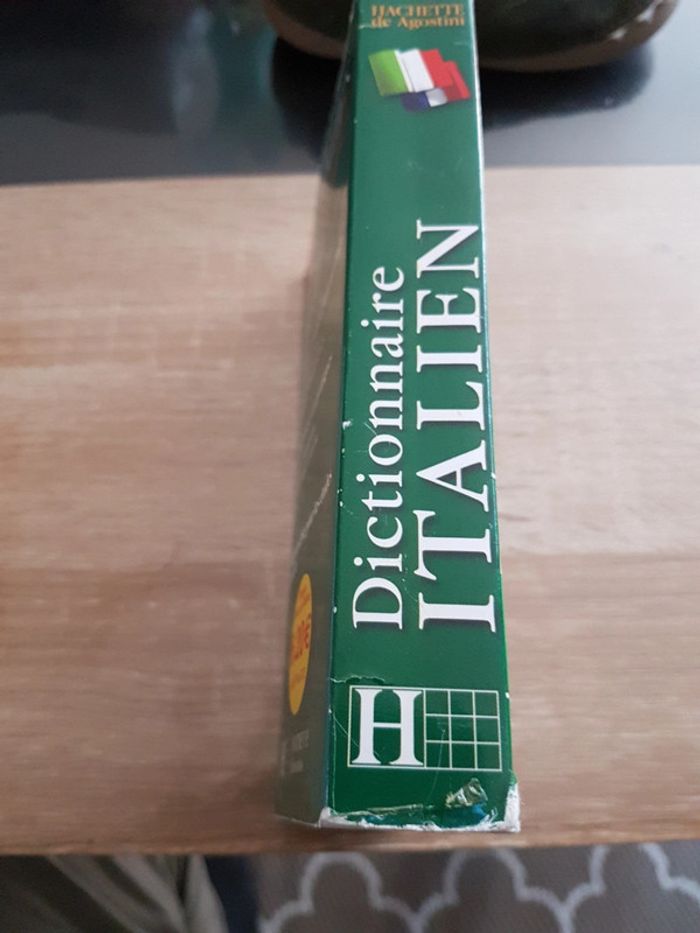 HACHETTE
de Agostini
Dictionnaire
ITALIEN
H